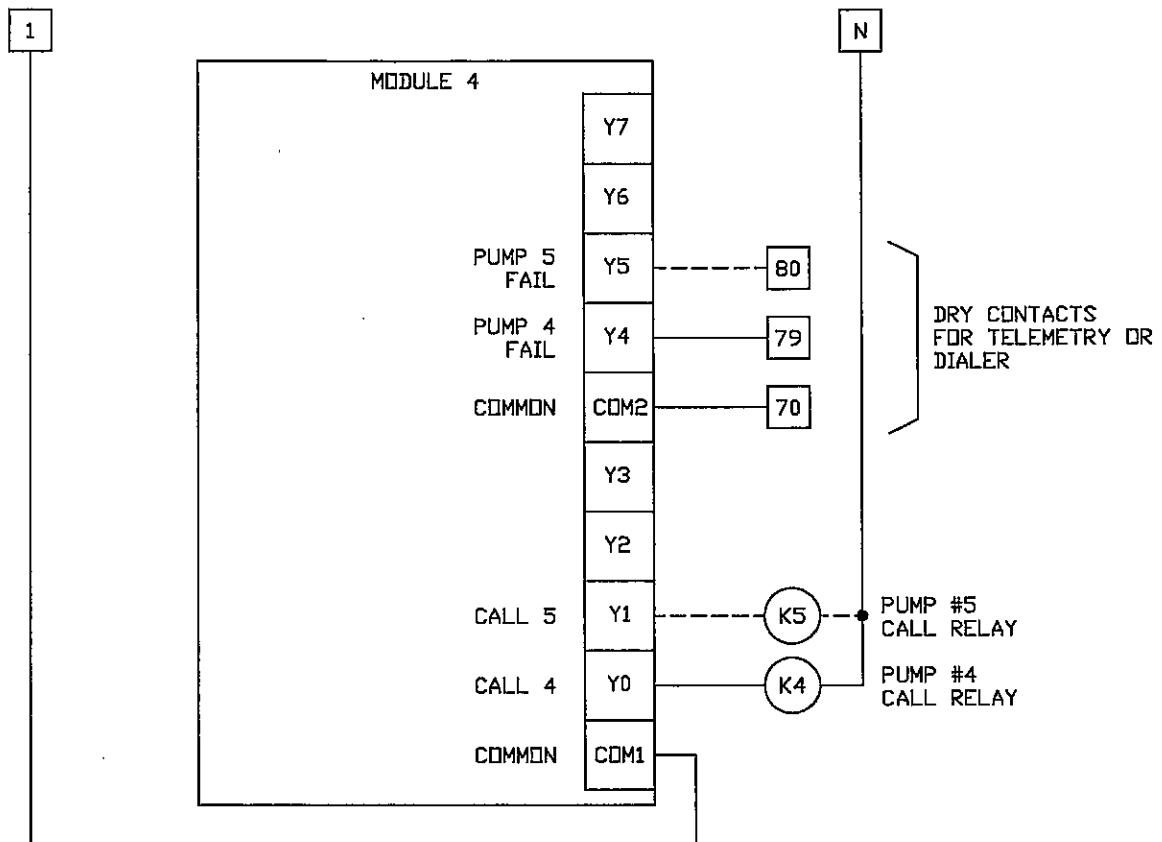 1
N
MODULE 4
Y7
Y6
PUMP 5
FAIL
Y5
80
PUMP 4
FAIL
Y4
79
COMMON
COM2
70
DRY CONTACTS
FOR TELEMETRY OR
DIALER
Y3
Y2
CALL 5
Y1
K5
PUMP #5
CALL RELAY
CALL 4
Y0
K4
PUMP #4
CALL RELAY
COMMON
COM1